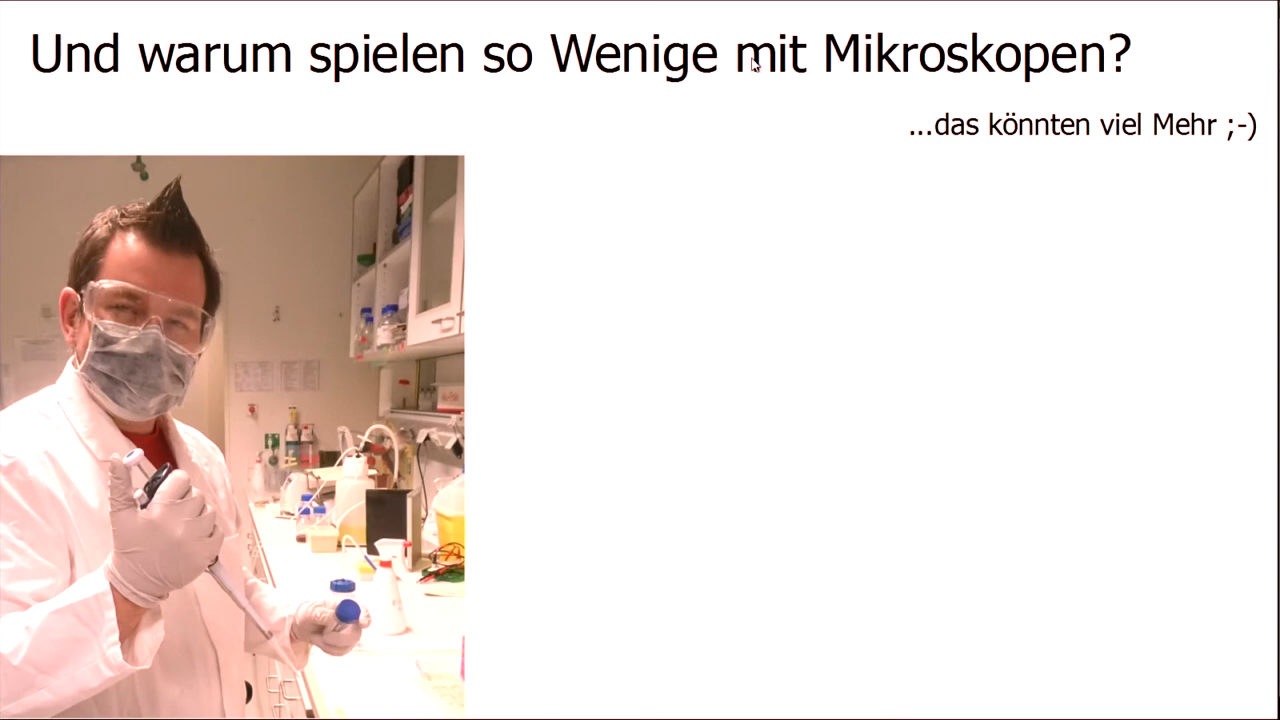 Und warum spielen so Wenige mit Mikroskopen?
...das könnten viel Mehr ;-)